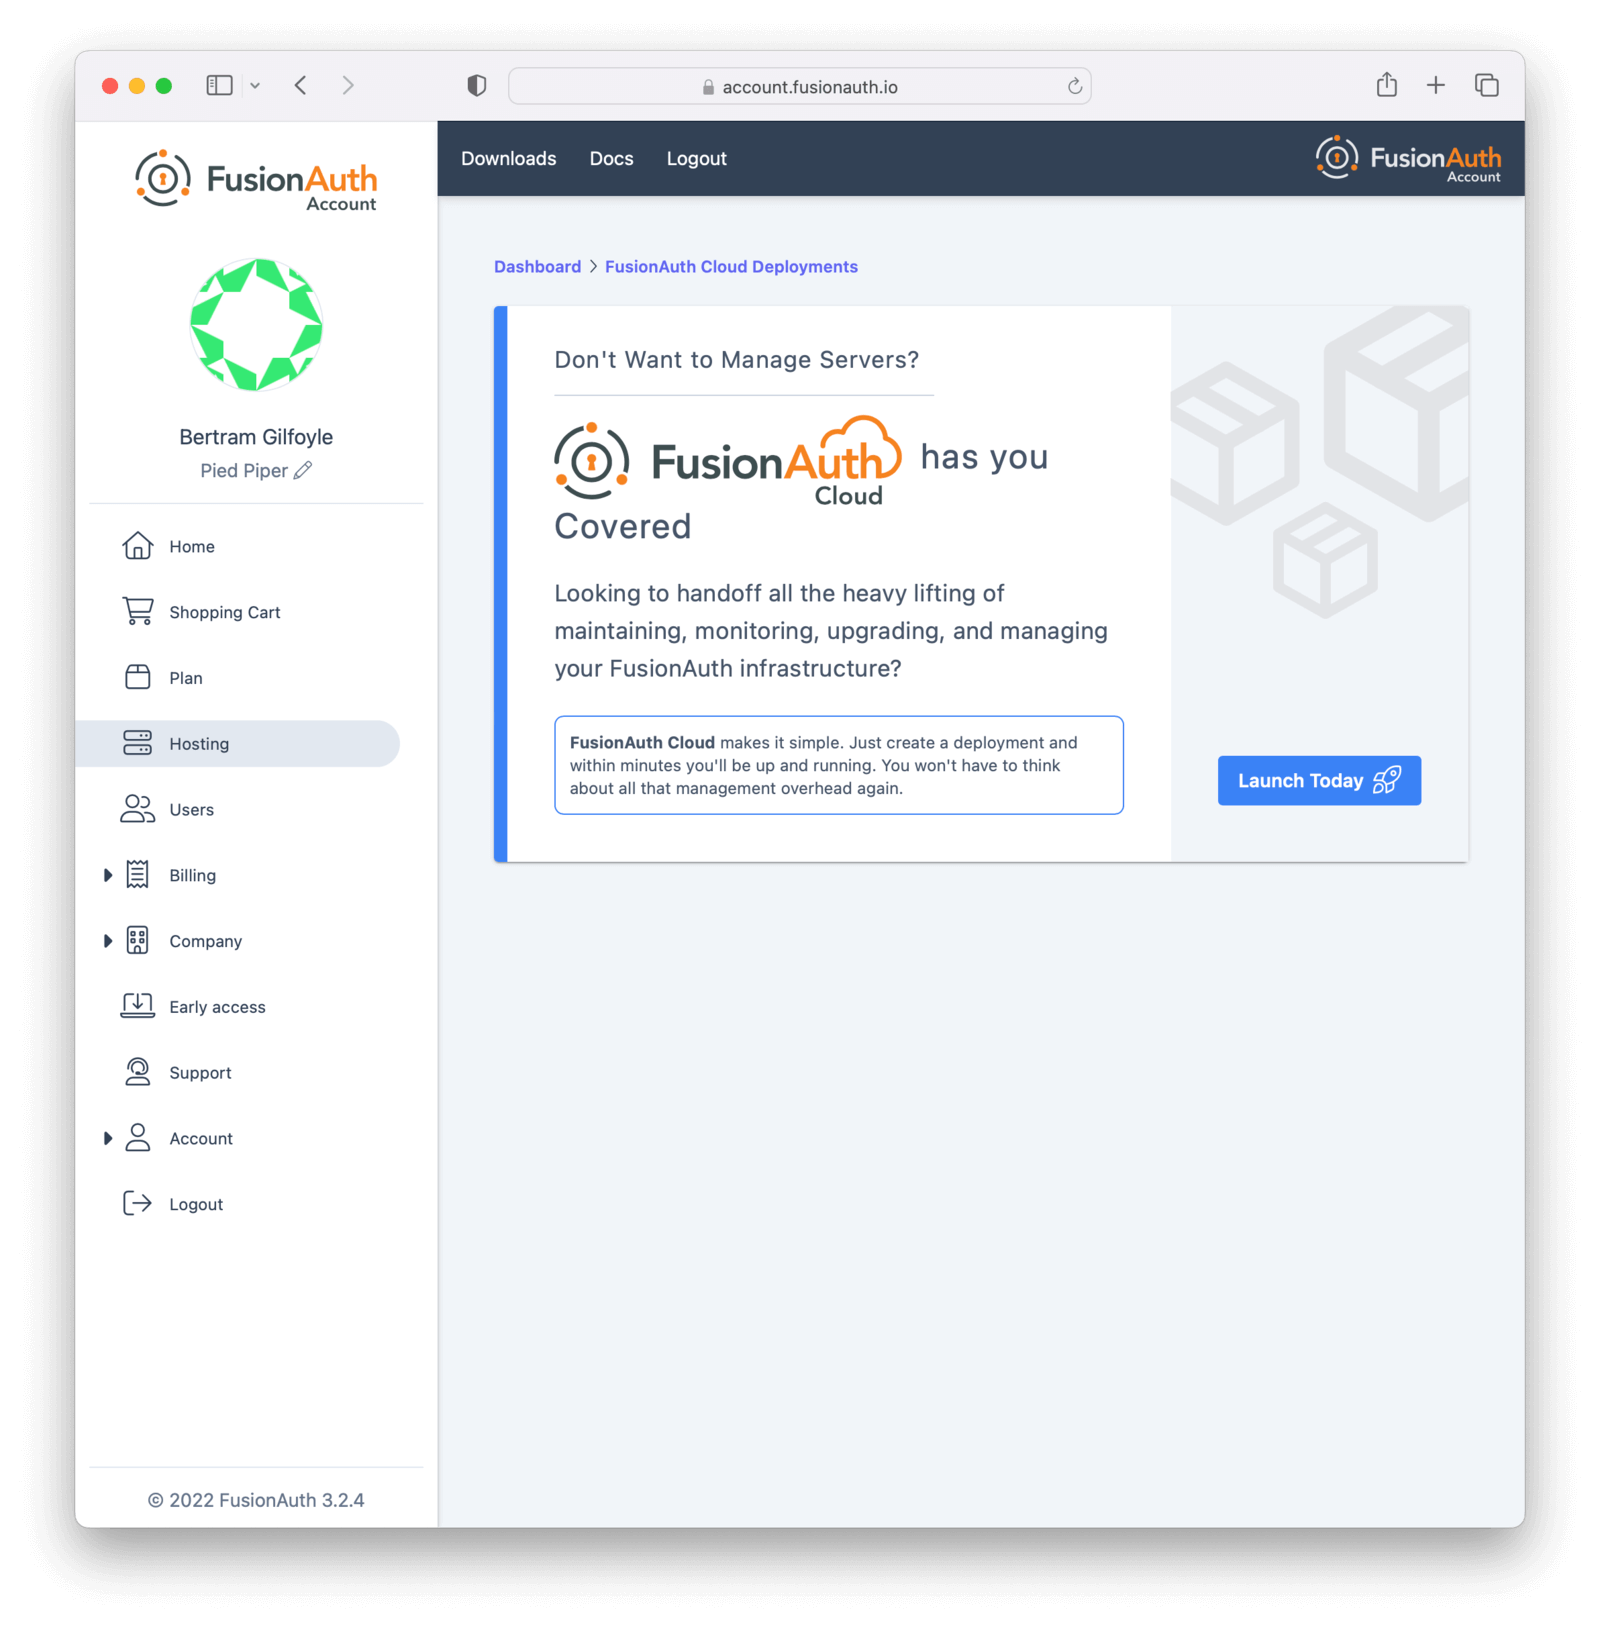 account.fusionauth.io
FusionAuth
Account
Bertram Gilfoyle
Pied Piper
Home
Shopping Cart
Plan
Hosting
Users
Billing
Company
Early access
Support
Account
Logout
© 2022 FusionAuth 3.2.4
Downloads Docs Logout
FusionAuth
Account
Dashboard > FusionAuth Cloud Deployments
Don't Want to Manage Servers?
FusionAuth has you
Cloud
Covered
Looking to handoff all the heavy lifting of
maintaining, monitoring, upgrading, and managing
your FusionAuth infrastructure?
FusionAuth Cloud makes it simple. Just create a deployment and
within minutes you'll be up and running. You won't have to think
about all that management overhead again.
Launch Today